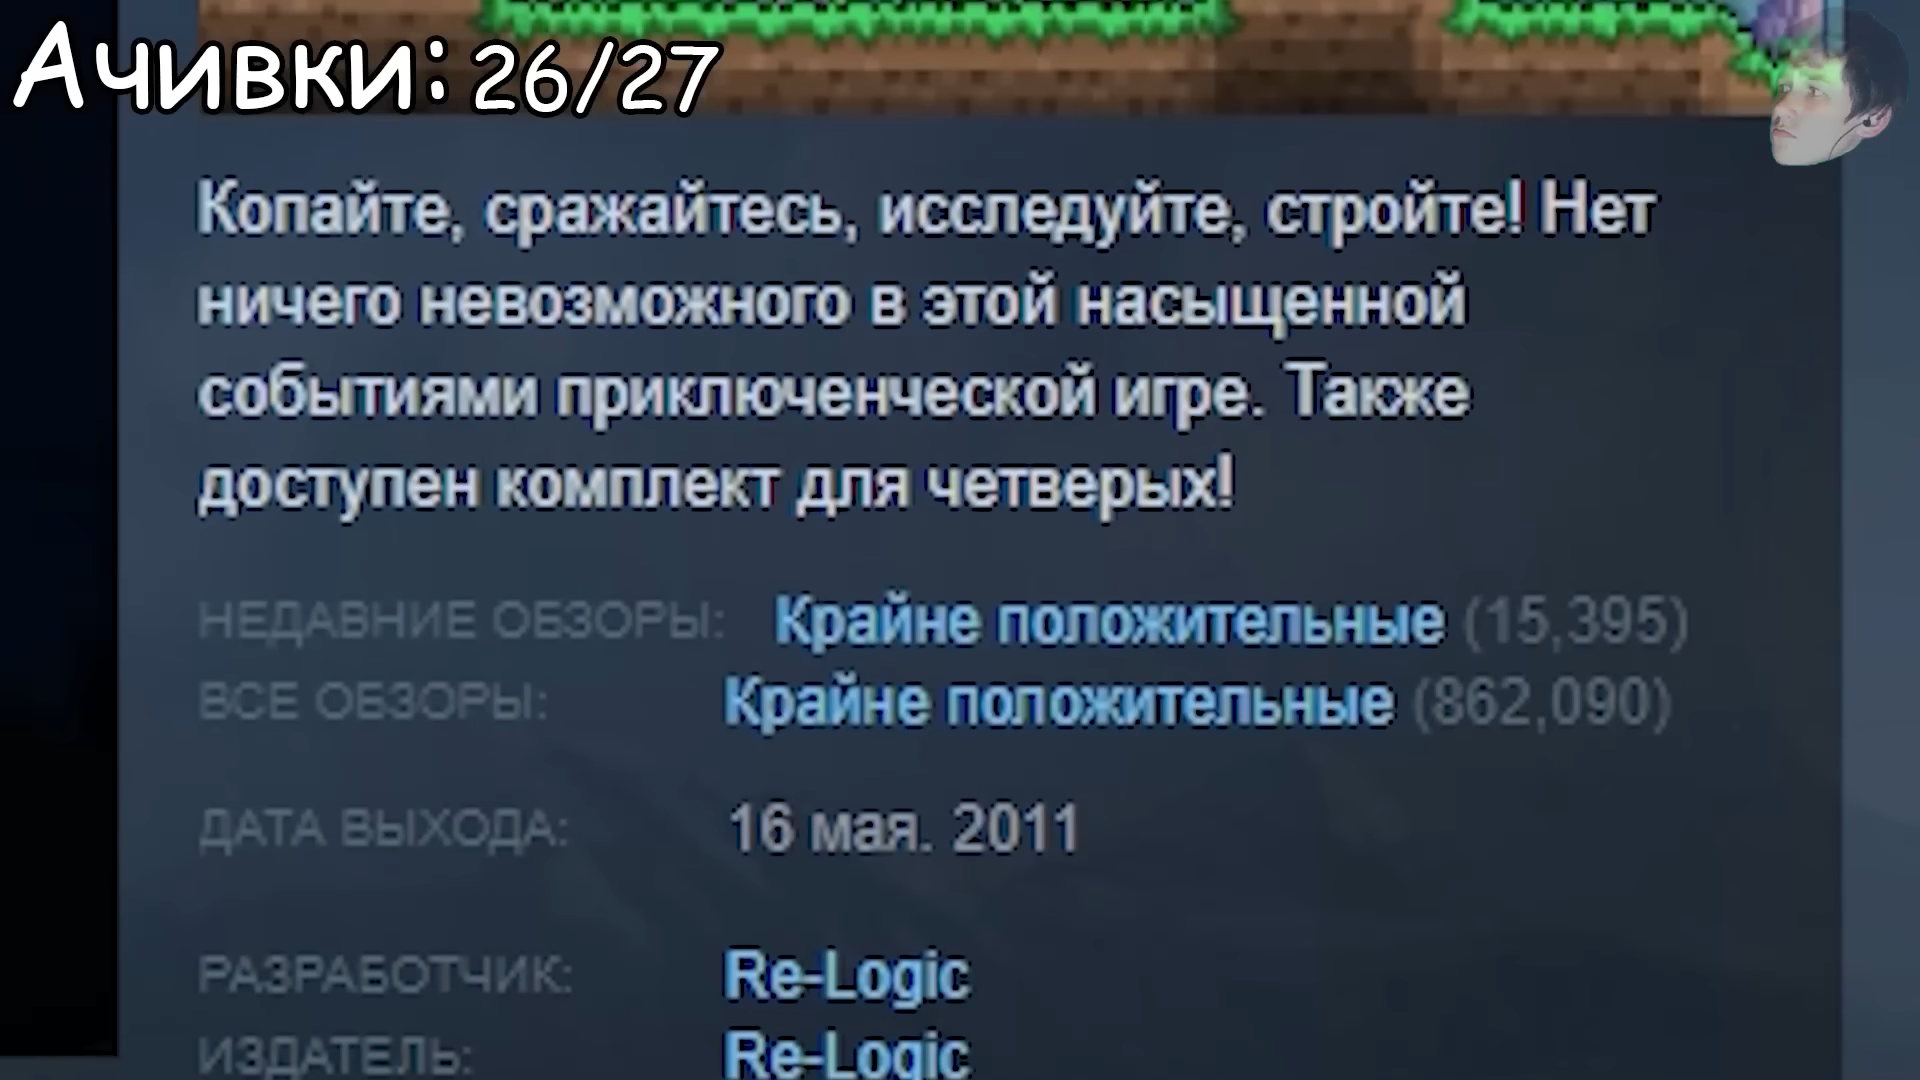 Ачивки: 26/27
Копайте, сражайтесь, исследуйте, стройте! Нет
ничего невозможного в этой насыщенной
событиями приключенческой игре. Также
доступен комплект для четверых!
НЕДАВНИЕ ОБЗОРЫ: Крайне положительные (15,395)
ВСЕ ОБЗОРЫ: Крайне положительные (862,090)
ДАТА ВЫХОДА: 16 мая. 2011
РАЗРАБОТЧИК: Re-Logic
ИЗДАТЕЛЬ: Re-Logic